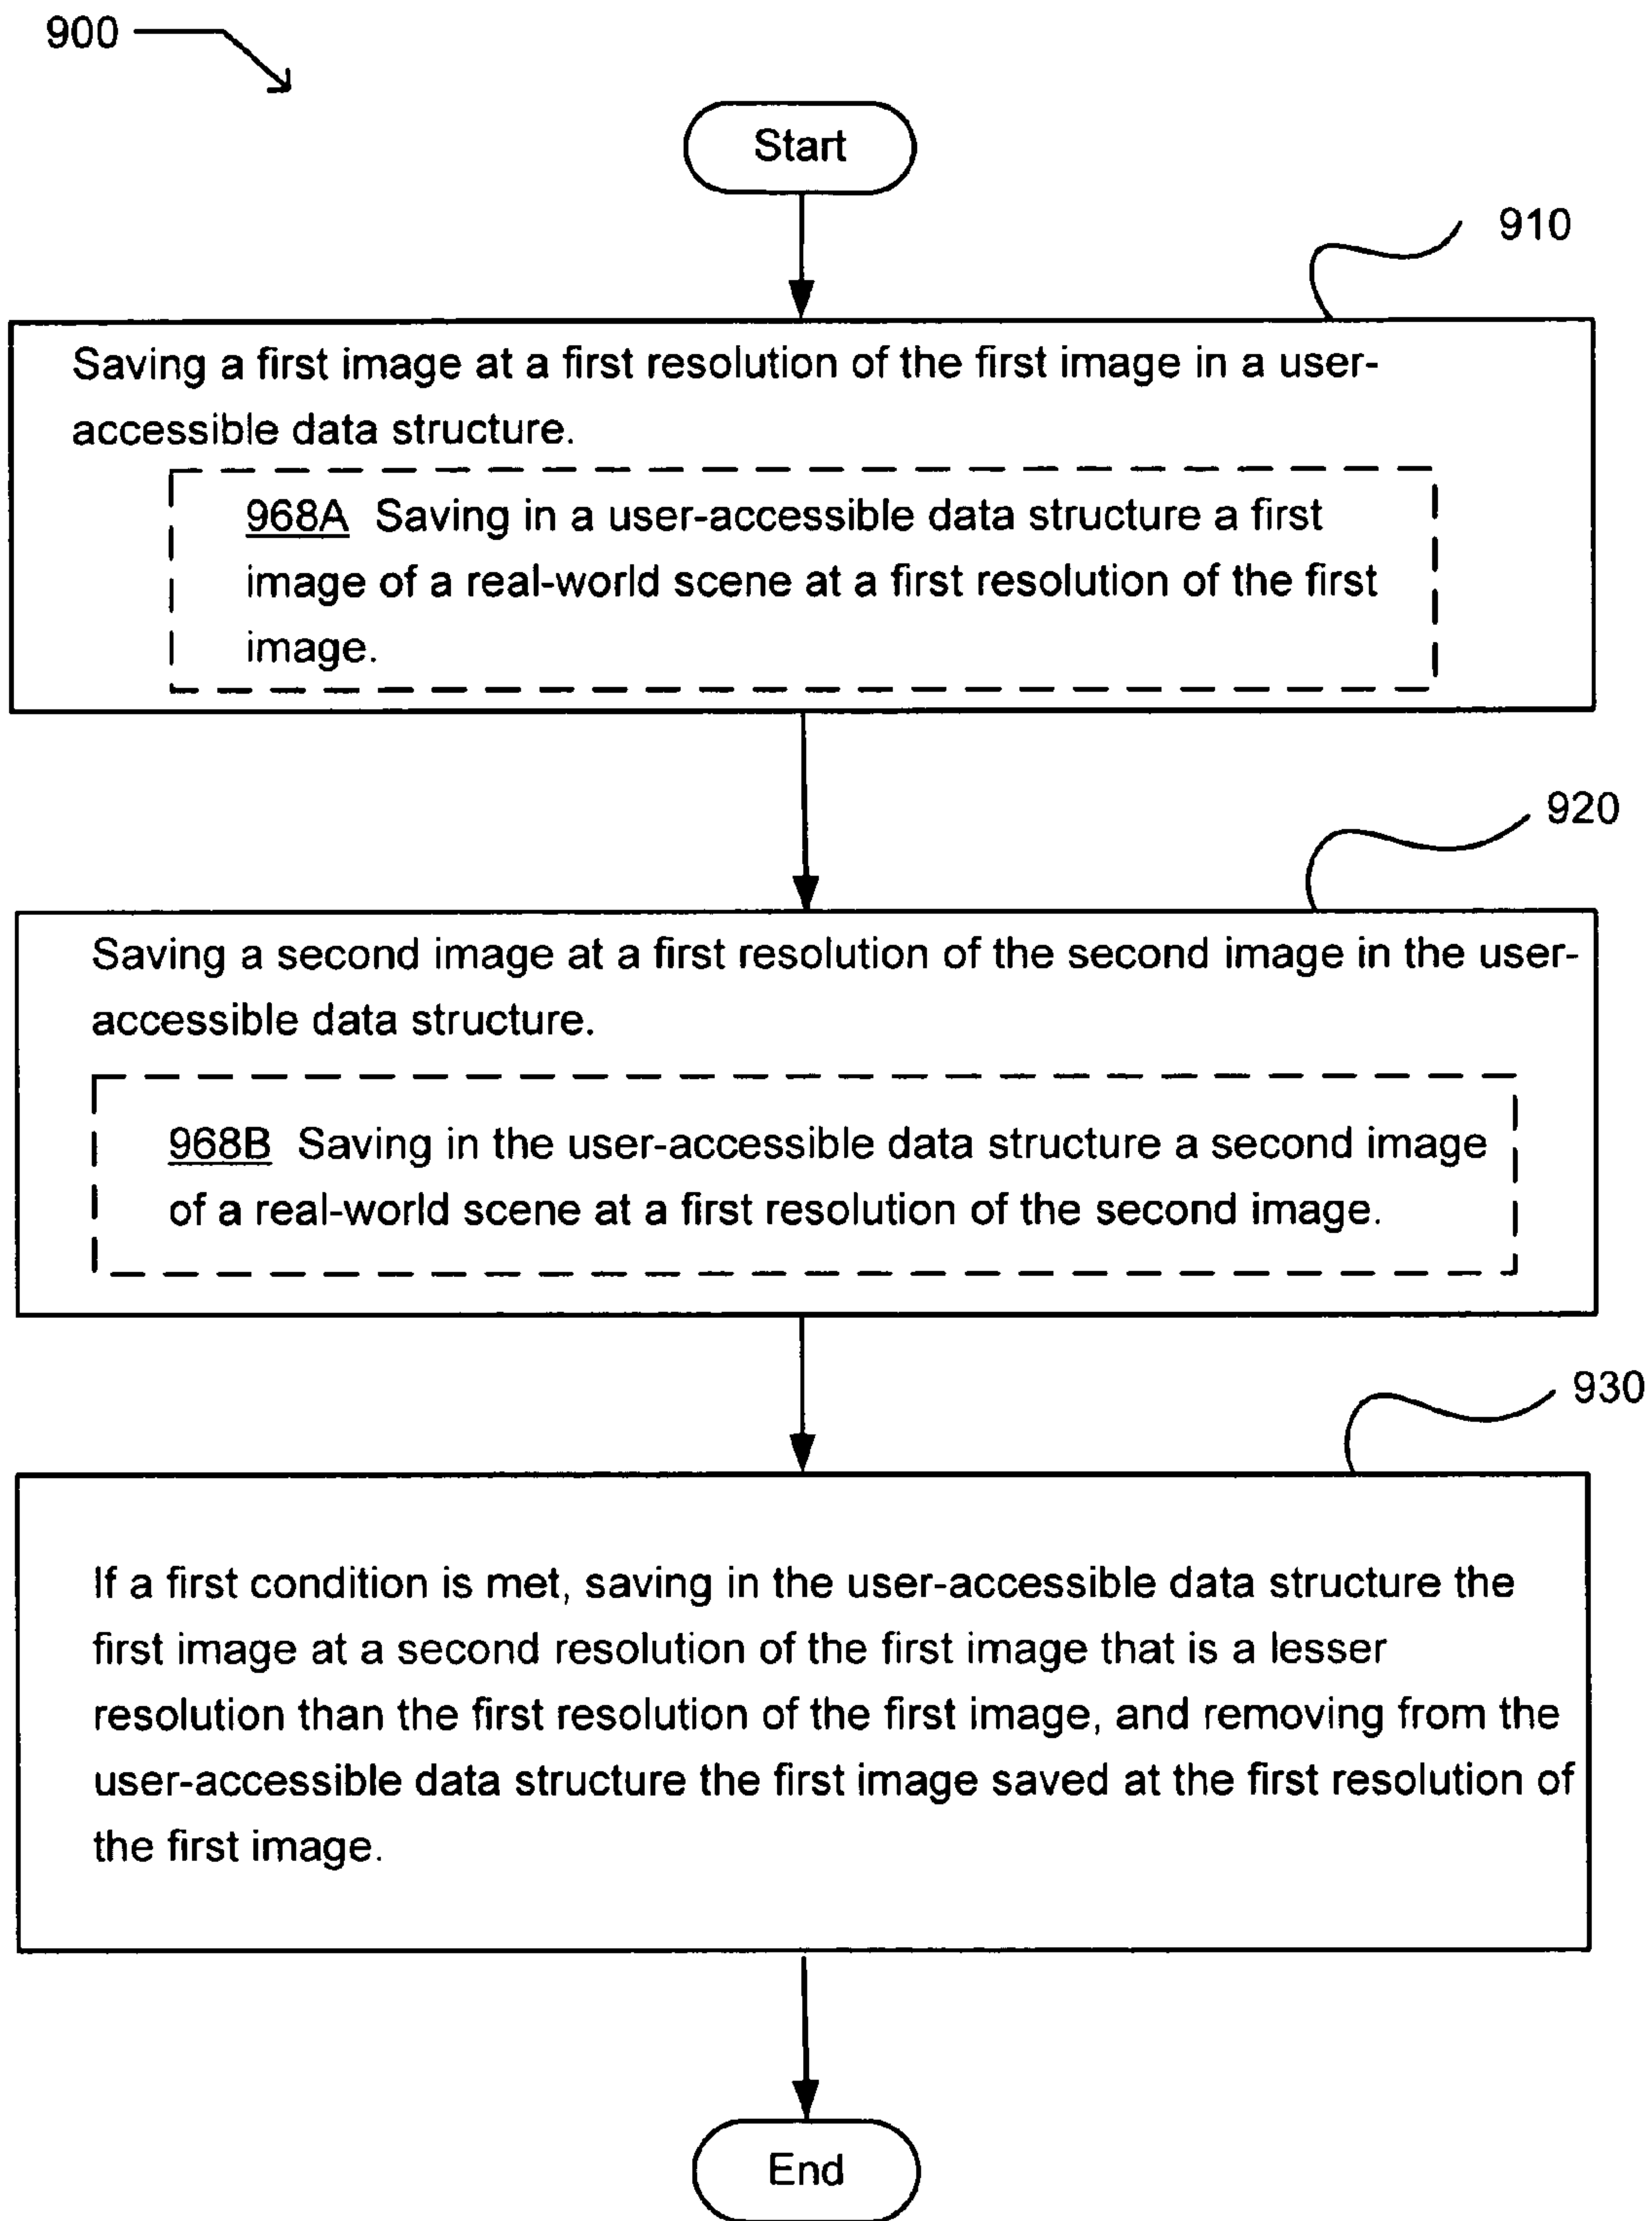 900
Start
910
Saving a first image at a first resolution of the first image in a user-
accessible data structure.
968A Saving in a user-accessible data structure a first
image of a real-world scene at a first resolution of the first
image.
920
Saving a second image at a first resolution of the second image in the user-
accessible data structure.
968B Saving in the user-accessible data structure a second image
of a real-world scene at a first resolution of the second image.
930
If a first condition is met, saving in the user-accessible data structure the
first image at a second resolution of the first image that is a lesser
resolution than the first resolution of the first image, and removing from the
user-accessible data structure the first image saved at the first resolution of
the first image.
End